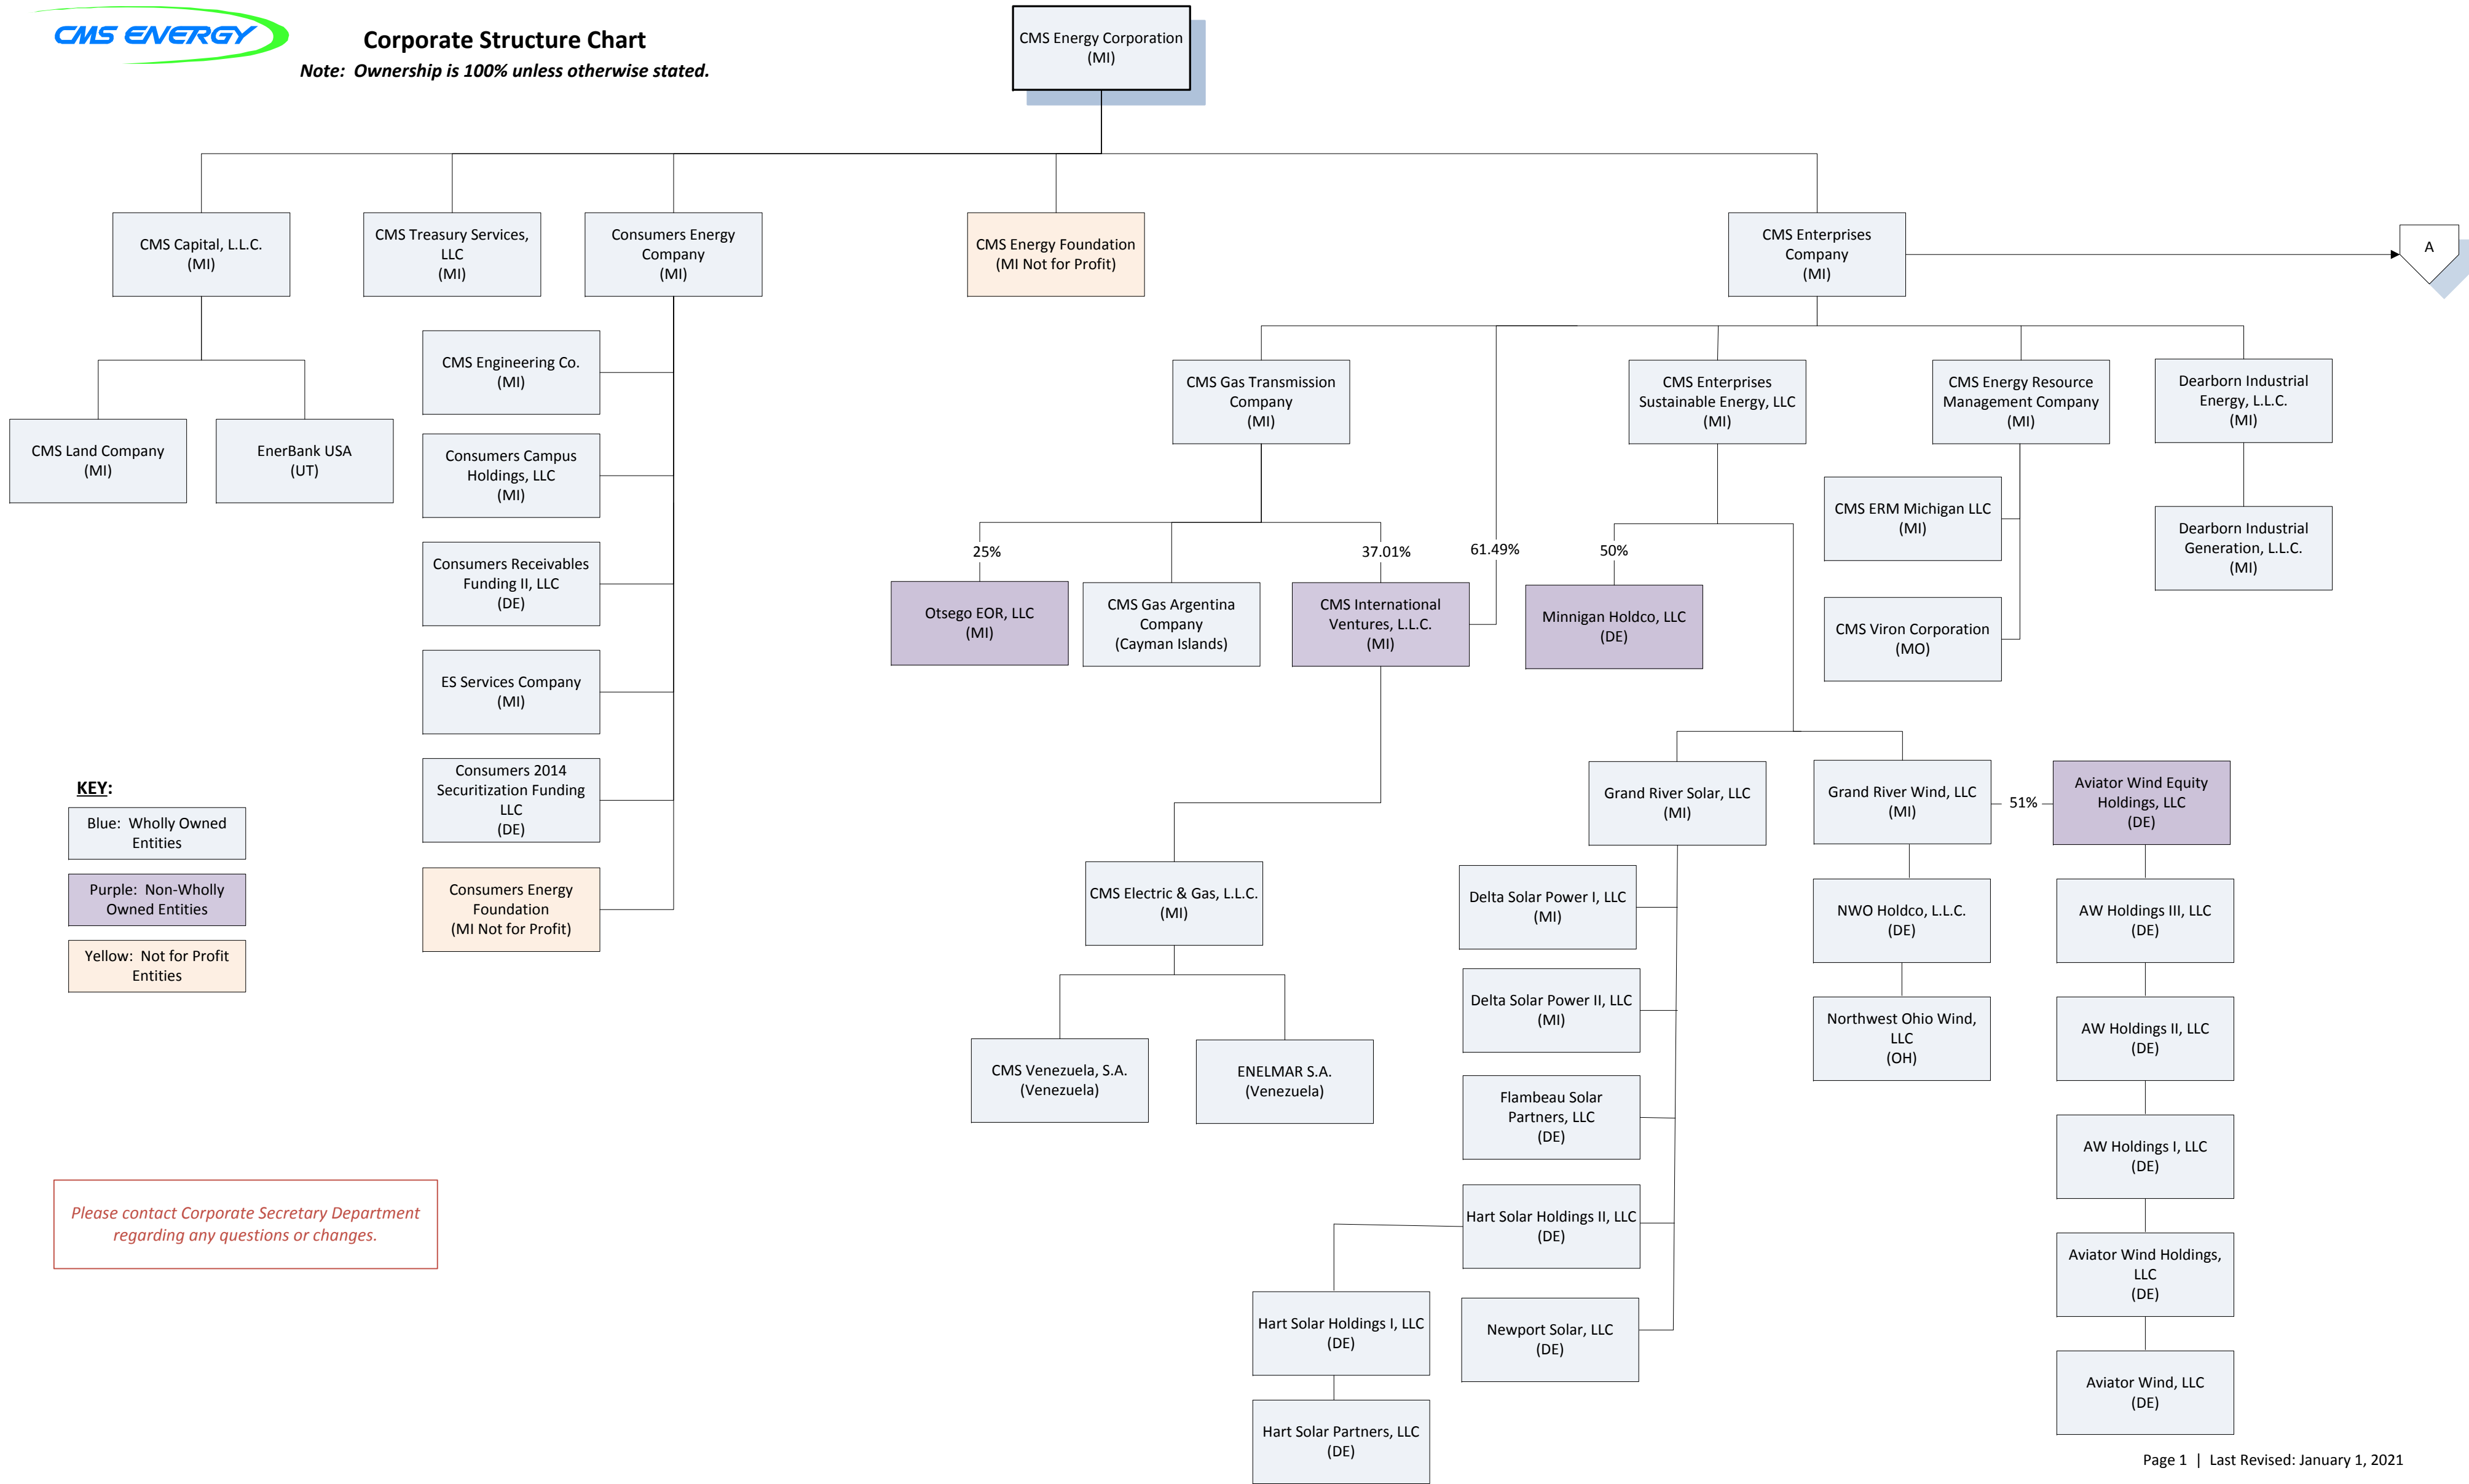 CMS ENERGY
Corporate Structure Chart
Note:  Ownership is 100% unless otherwise stated.
CMS Energy Corporation
(MI)
CMS Capital, L.L.C.
(MI)
CMS Treasury Services,
LLC
(MI)
Consumers Energy
Company
(MI)
CMS Energy Foundation
(MI Not for Profit)
CMS Enterprises
Company
(MI)
A
CMS Land Company
(MI)
EnerBank USA
(UT)
CMS Engineering Co.
(MI)
Consumers Campus
Holdings, LLC
(MI)
Consumers Receivables
Funding II, LLC
(DE)
ES Services Company
(MI)
Consumers 2014
Securitization Funding
LLC
(DE)
Consumers Energy
Foundation
(MI Not for Profit)
CMS Gas Transmission
Company
(MI)
CMS Enterprises
Sustainable Energy, LLC
(MI)
CMS Energy Resource
Management Company
(MI)
Dearborn Industrial
Energy, L.L.C.
(MI)
25%
37.01%
61.49%
50%
Otsego EOR, LLC
(MI)
CMS Gas Argentina
Company
(Cayman Islands)
CMS International
Ventures, L.L.C.
(MI)
Minnigan Holdco, LLC
(DE)
CMS ERM Michigan LLC
(MI)
CMS Viron Corporation
(MO)
Dearborn Industrial
Generation, L.L.C.
(MI)
CMS Electric & Gas, L.L.C.
(MI)
CMS Venezuela, S.A.
(Venezuela)
ENELMAR S.A.
(Venezuela)
Grand River Solar, LLC
(MI)
Grand River Wind, LLC
(MI)
51%
Aviator Wind Equity
Holdings, LLC
(DE)
Delta Solar Power I, LLC
(MI)
Delta Solar Power II, LLC
(MI)
Flambeau Solar
Partners, LLC
(DE)
Hart Solar Holdings II, LLC
(DE)
Newport Solar, LLC
(DE)
Hart Solar Holdings I, LLC
(DE)
Hart Solar Partners, LLC
(DE)
NWO Holdco, L.L.C.
(DE)
Northwest Ohio Wind,
LLC
(OH)
AW Holdings III, LLC
(DE)
AW Holdings II, LLC
(DE)
AW Holdings I, LLC
(DE)
Aviator Wind Holdings,
LLC
(DE)
Aviator Wind, LLC
(DE)
KEY:
Blue:  Wholly Owned
Entities
Purple:  Non-Wholly
Owned Entities
Yellow:  Not for Profit
Entities
Please contact Corporate Secretary Department
regarding any questions or changes.
Page 1  |  Last Revised: January 1, 2021